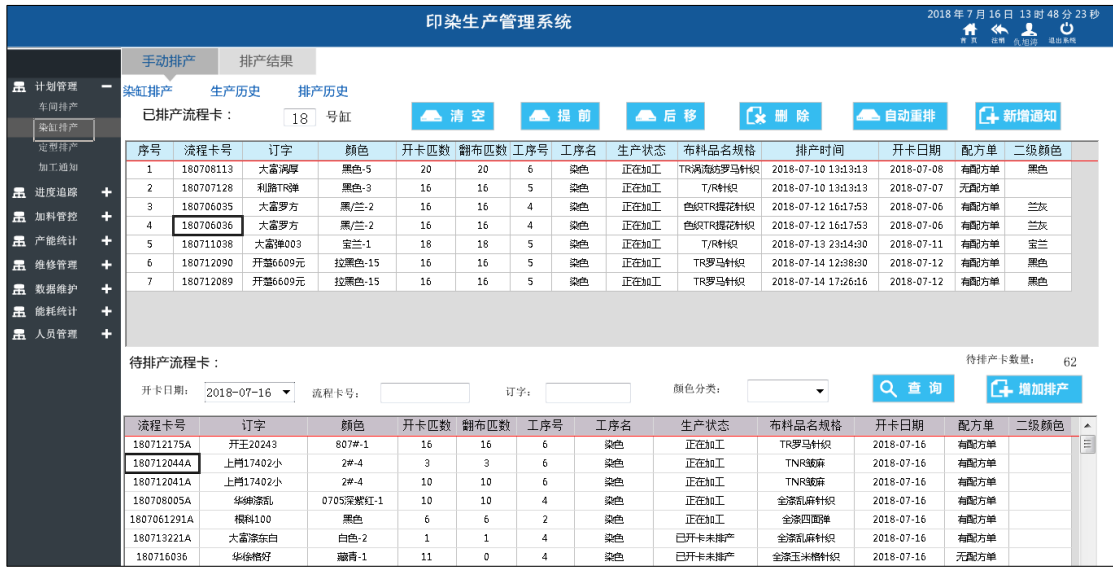 印染生产管理系统
2018 年 7 月 16 日 13 时 48 分 23 秒
首 页 注销 仇旭涛 退出系统
手动排产 排产结果
计划管理
车间排产
染缸排产
定型排产
加工通知
进度追踪
加料管控
产能统计
维修管理
数据维护
能耗统计
人员管理
染缸排产 生产历史 排产历史
已排产流程卡： 18 号缸 清 空 提 前 后 移 删 除 自动重排 新增通知
序号 流程卡号 订字 颜色 开卡匹数 翻布匹数 工序号 工序名 生产状态 布料品名规格 排产时间 开卡日期 配方单 二级颜色
1 180708113 大富涡厚 黑色-5 20 20 6 染色 正在加工 TR涡流纺罗马针织 2018-07-10 13:13:13 2018-07-08 有配方单 黑色
2 180707128 利路TR弹 黑色-3 16 16 5 染色 正在加工 T/R针织 2018-07-10 13:13:13 2018-07-07 无配方单
3 180706035 大富罗方 黑/兰-2 16 16 4 染色 正在加工 色织TR提花针织 2018-07-12 16:17:53 2018-07-06 有配方单 兰灰
4 180706036 大富罗方 黑/兰-2 16 16 4 染色 正在加工 色织TR提花针织 2018-07-12 16:17:53 2018-07-06 有配方单 兰灰
5 180711038 大富弹003 宝兰-1 18 18 5 染色 正在加工 T/R针织 2018-07-13 23:14:30 2018-07-11 有配方单 宝兰
6 180712090 开楚6609元 拉黑色-15 16 16 5 染色 正在加工 TR罗马针织 2018-07-14 12:38:30 2018-07-12 有配方单 黑色
7 180712089 开楚6609元 拉黑色-15 16 16 5 染色 正在加工 TR罗马针织 2018-07-14 17:26:16 2018-07-12 有配方单 黑色
待排产流程卡： 待排产卡数量： 62
开卡日期： 2018-07-16 流程卡号： 订字： 颜色分类： 查 询 增加排产
流程卡号 订字 颜色 开卡匹数 翻布匹数 工序号 工序名 生产状态 布料品名规格 开卡日期 配方单 二级颜色
180712175A 开王20243 807#-1 16 16 6 染色 正在加工 TR罗马针织 2018-07-16 有配方单
180712044A 上肖17402小 2#-4 3 3 6 染色 正在加工 TNR皱麻 2018-07-16 有配方单
180712041A 上肖17402小 2#-4 10 10 6 染色 正在加工 TNR皱麻 2018-07-16 有配方单
180708005A 华绅涤乱 0705深紫红-1 10 10 4 染色 正在加工 全涤乱麻针织 2018-07-16 有配方单
1807061291A 根科100 黑色 6 6 2 染色 正在加工 全涤四面弹 2018-07-16 有配方单
180713221A 大富涤东白 白色-2 1 1 4 染色 已开卡未排产 全涤乱麻针织 2018-07-16 有配方单
180716036 华徐格好 藏青-1 11 0 4 染色 已开卡未排产 全涤玉米格针织 2018-07-16 无配方单